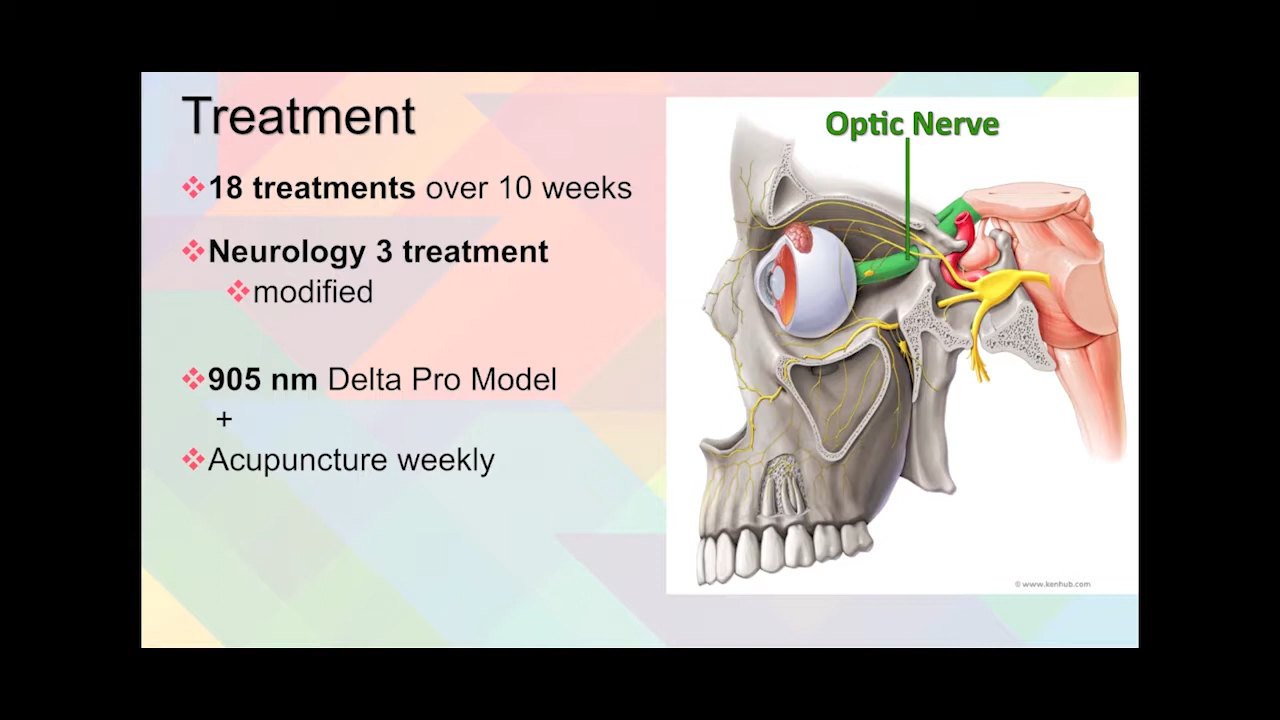 Treatment
18 treatments over 10 weeks
Neurology 3 treatment
modified
905 nm Delta Pro Model
+
Acupuncture weekly
Optic Nerve
© www.kenhub.com